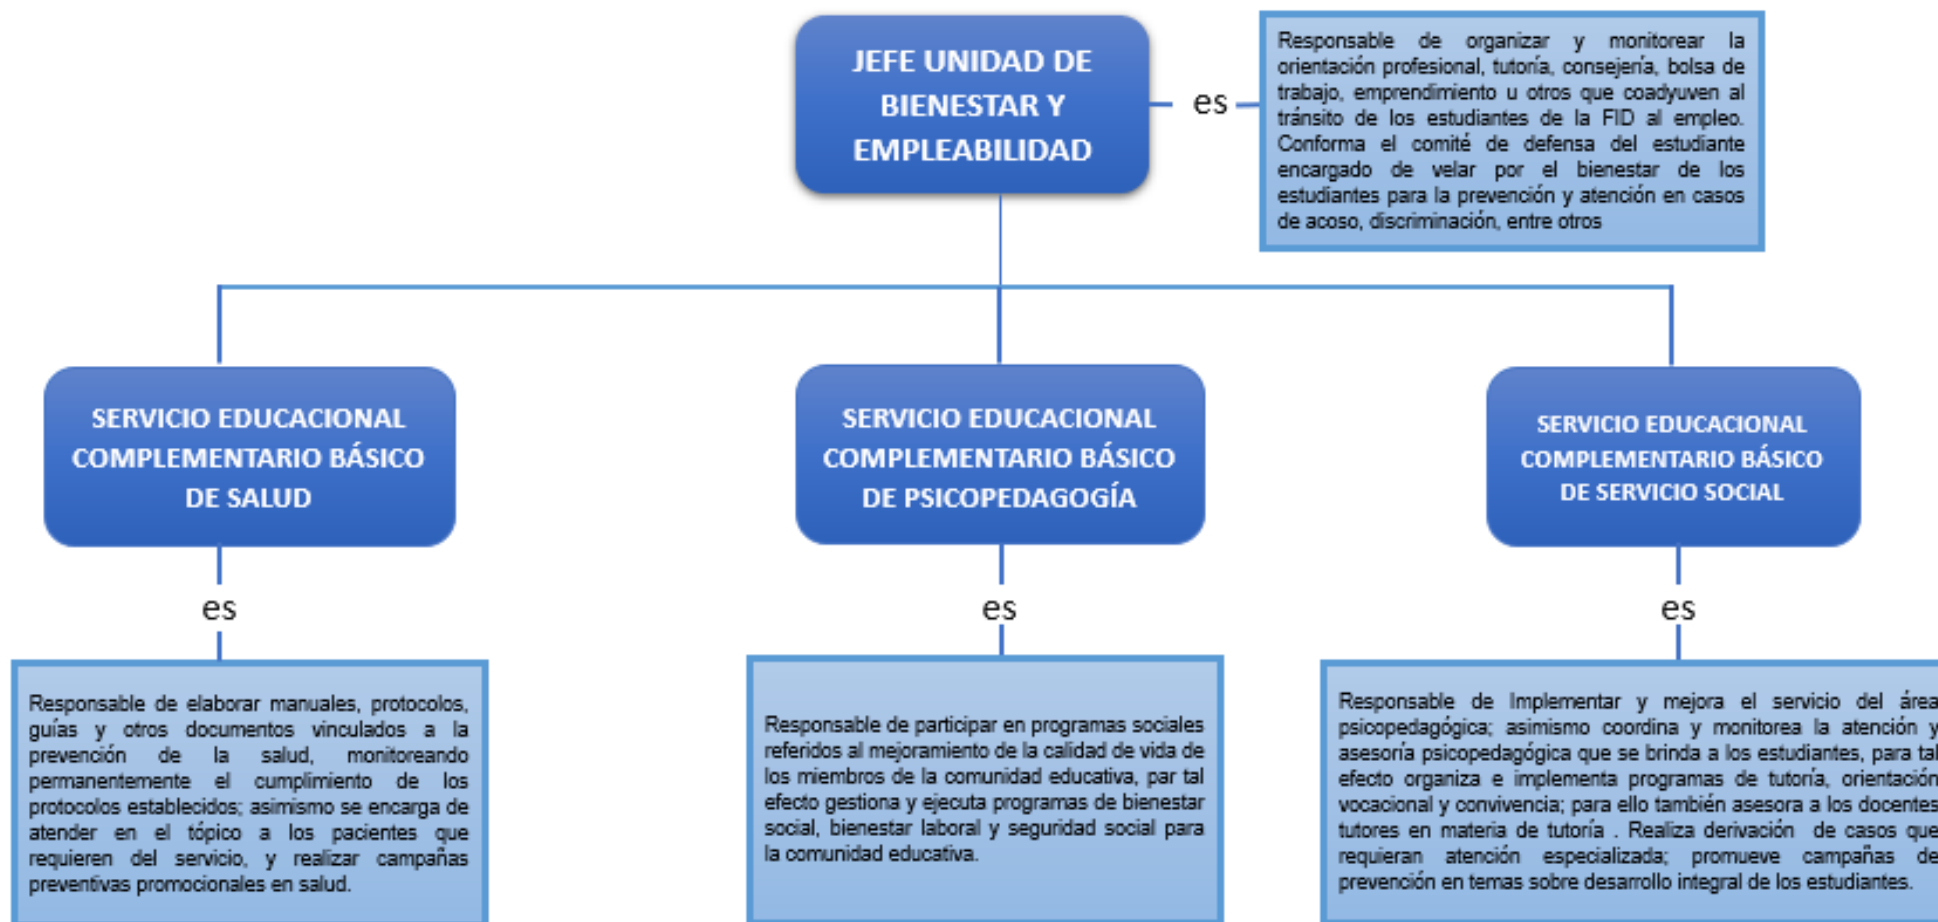 JEFE UNIDAD DE
BIENESTAR Y
EMPLEABILIDAD
es
Responsable de organizar y monitorear la
orientación profesional, tutoría, consejería, bolsa de
trabajo, emprendimiento u otros que coadyuven al
tránsito de los estudiantes de la FID al empleo.
Conforma el comité de defensa del estudiante
encargado de velar por el bienestar de los
estudiantes para la prevención y atención en casos
de acoso, discriminación, entre otros
SERVICIO EDUCACIONAL
COMPLEMENTARIO BÁSICO
DE SALUD
SERVICIO EDUCACIONAL
COMPLEMENTARIO BÁSICO
DE PSICOPEDAGOGÍA
SERVICIO EDUCACIONAL
COMPLEMENTARIO BÁSICO
DE SERVICIO SOCIAL
es
es
es
Responsable de elaborar manuales, protocolos,
guías y otros documentos vinculados a la
prevención de la salud, monitoreando
permanentemente el cumplimiento de los
protocolos establecidos; asimismo se encarga de
atender en el tópico a los pacientes que
requieren del servicio, y realizar campañas
preventivas promocionales en salud.
Responsable de participar en programas sociales
referidos al mejoramiento de la calidad de vida de
los miembros de la comunidad educativa, par tal
efecto gestiona y ejecuta programas de bienestar
social, bienestar laboral y seguridad social para
la comunidad educativa.
Responsable de Implementar y mejora el servicio del área
psicopedagógica; asimismo coordina y monitorea la atención y
asesoría psicopedagógica que se brinda a los estudiantes, para tal
efecto organiza e implementa programas de tutoría, orientación
vocacional y convivencia; para ello también asesora a los docentes
tutores en materia de tutoría . Realiza derivación de casos que
requieran atención especializada; promueve campañas de
prevención en temas sobre desarrollo integral de los estudiantes.